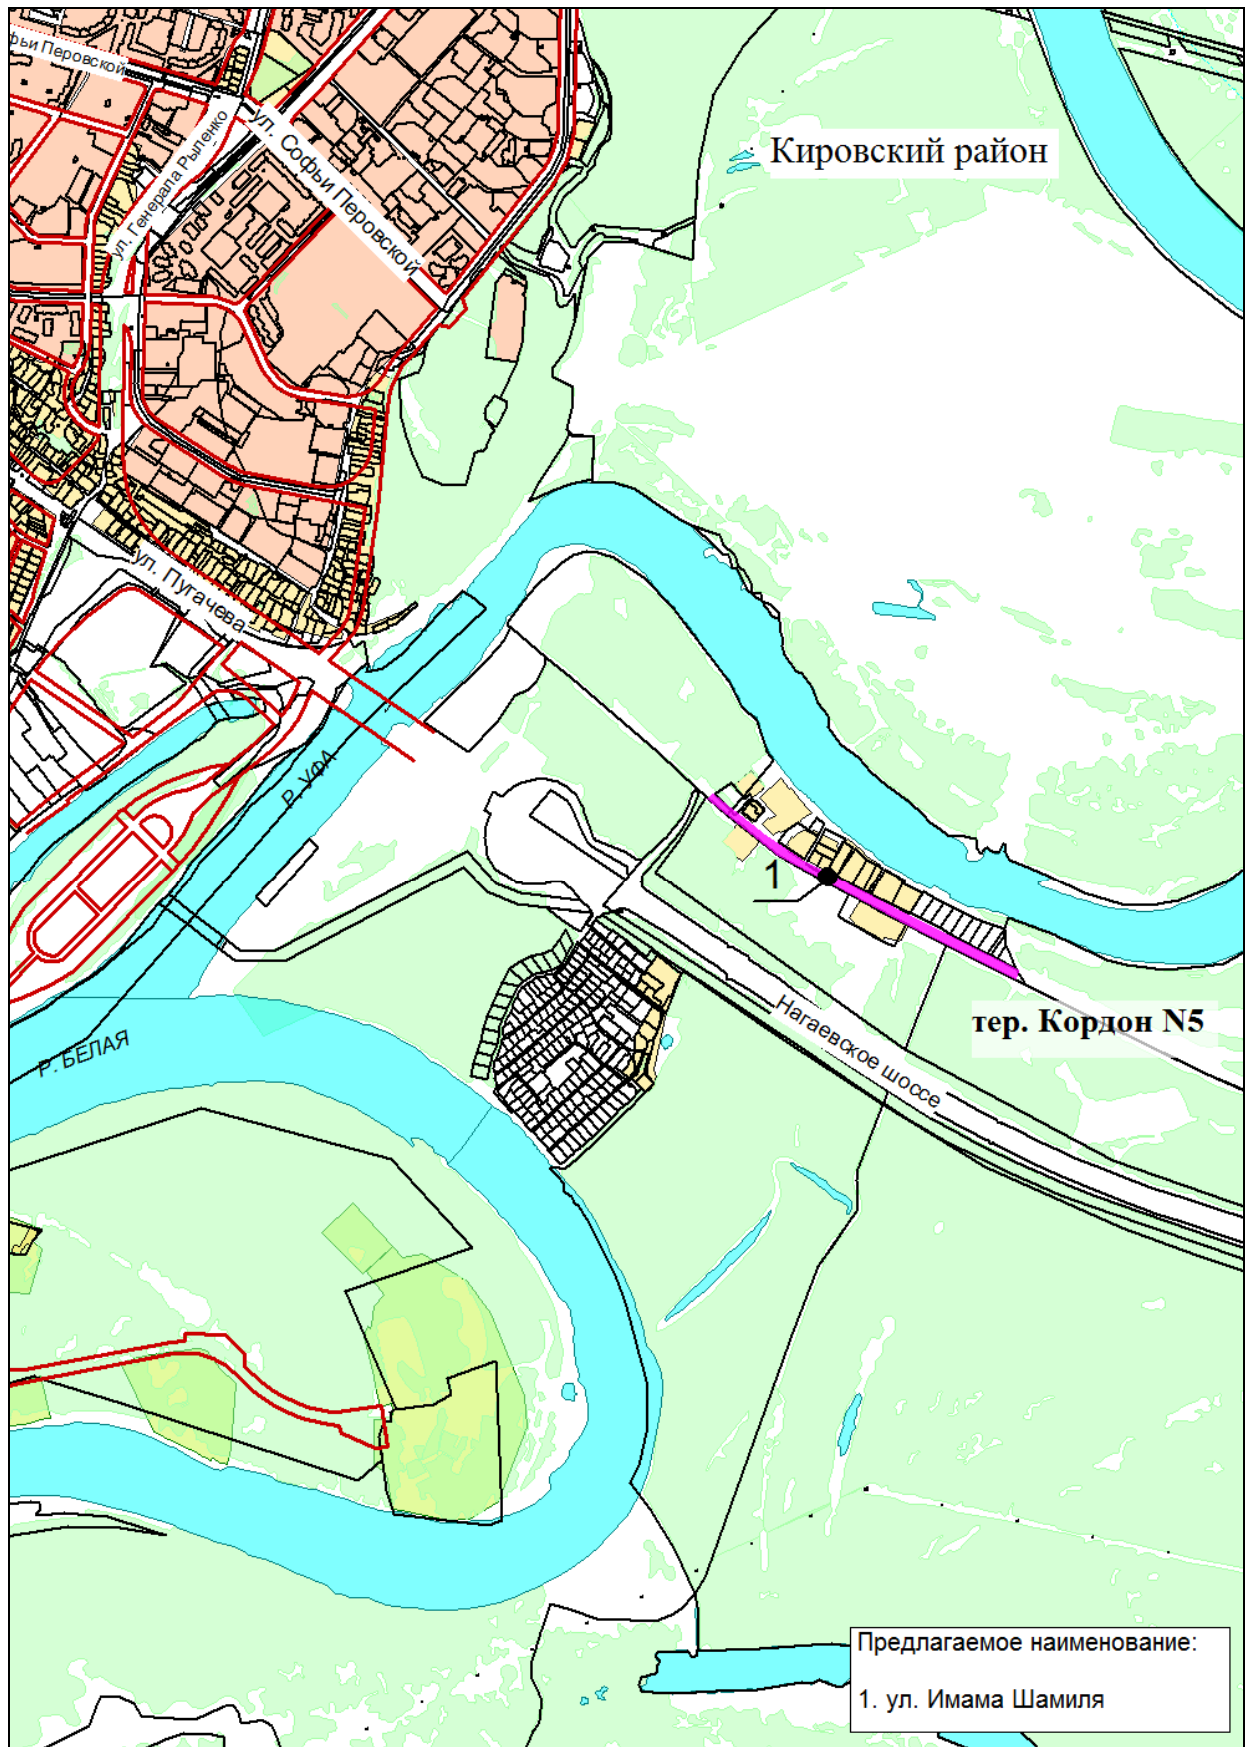 фьи Перовской
ул. Генерала Рыленко
ул. Софьи Перовской
Кировский район
ул. Пугачева
Р. УФА
1
Нагаевское шоссе
тер. Кордон N5
Р. БЕЛАЯ
Предлагаемое наименование:
1. ул. Имама Шамиля